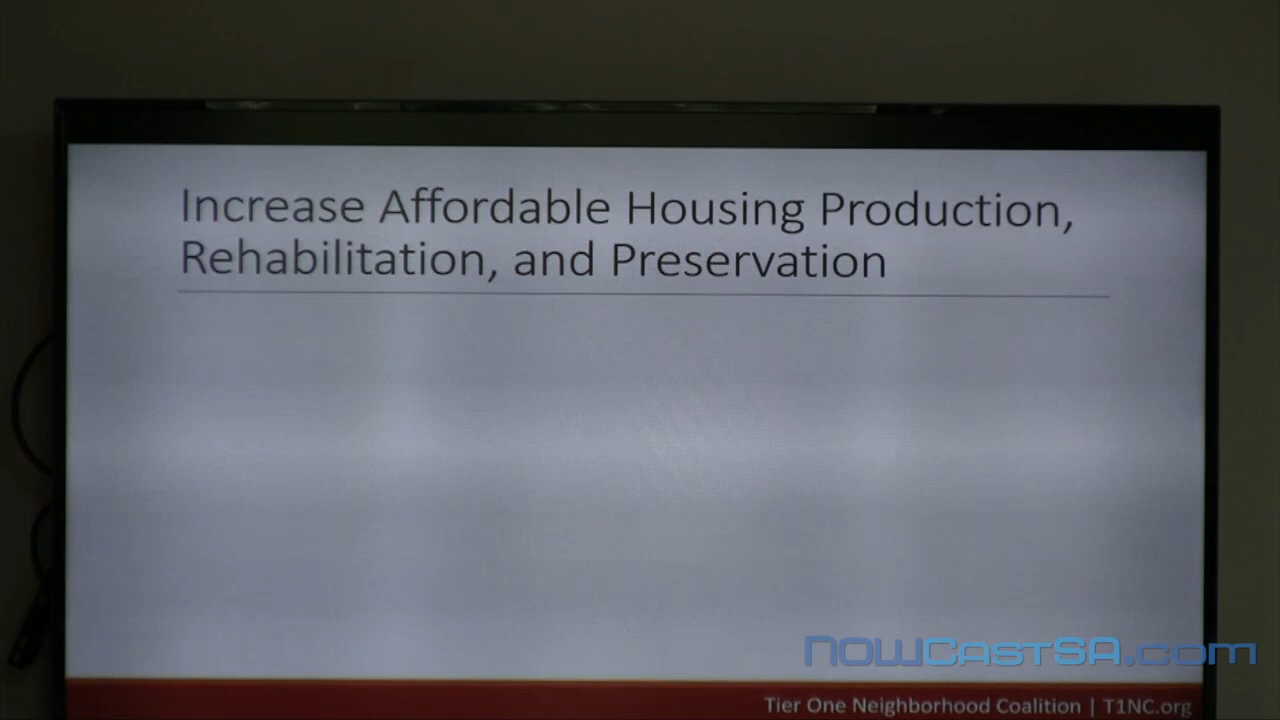 Increase Affordable Housing Production,
Rehabilitation, and Preservation
NOWCastSA.com
Tier One Neighborhood Coalition | T1NC.org